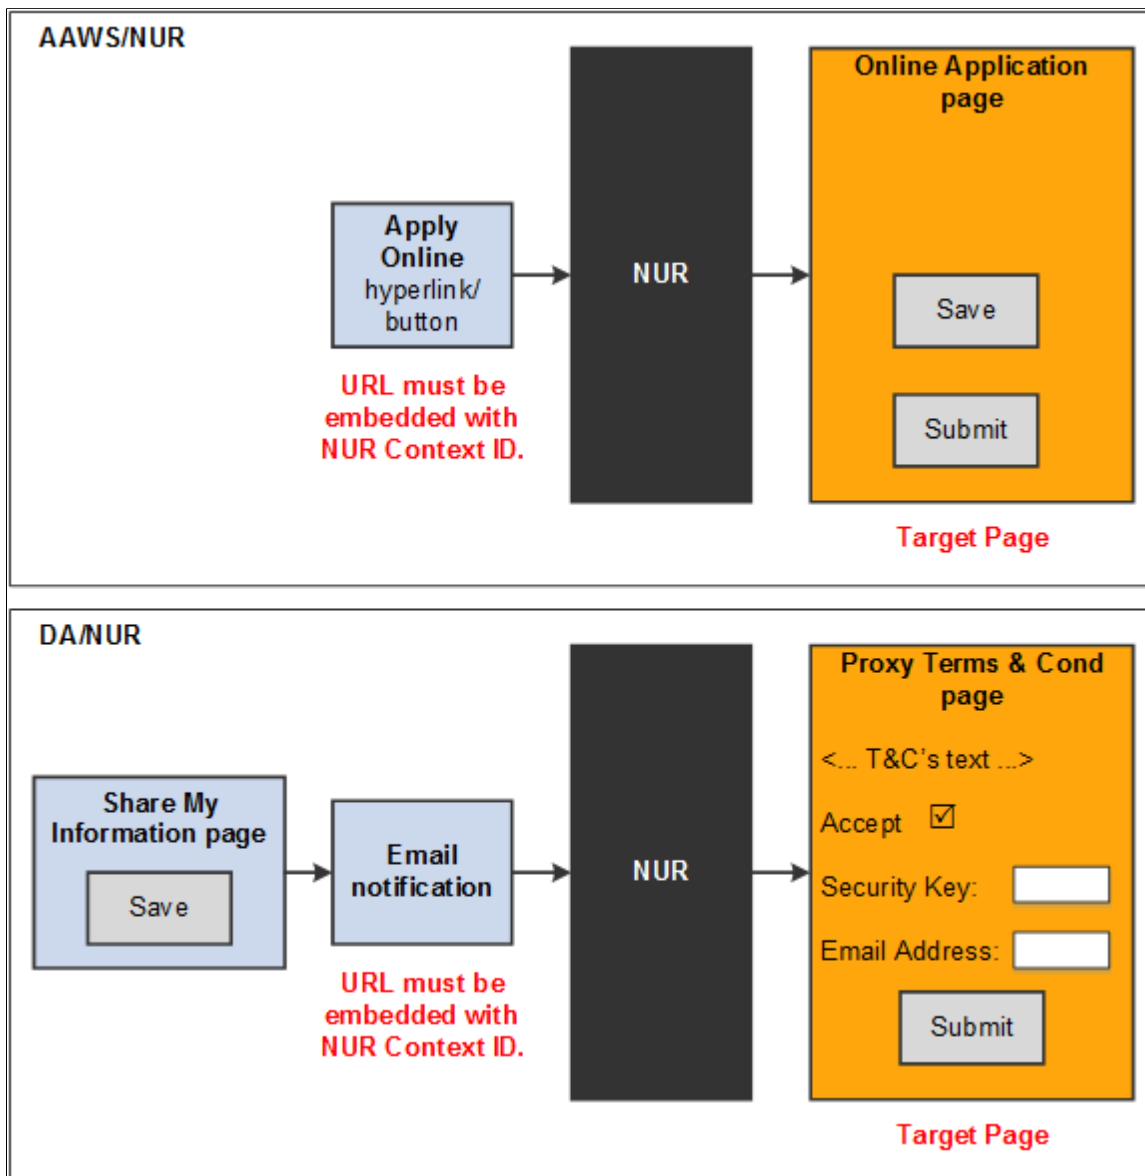 AAWS/NUR
Online Application
page
Apply
Online
hyperlink/
button
NUR
Save
Submit
URL must be
embedded with
NUR Context ID.
Target Page
DA/NUR
Proxy Terms & Cond
page
<... T&C's text ...>
Share My
Information page
Save
Email
notification
NUR
Accept ☑
Security Key:
Email Address:
Submit
URL must be
embedded with
NUR Context ID.
Target Page